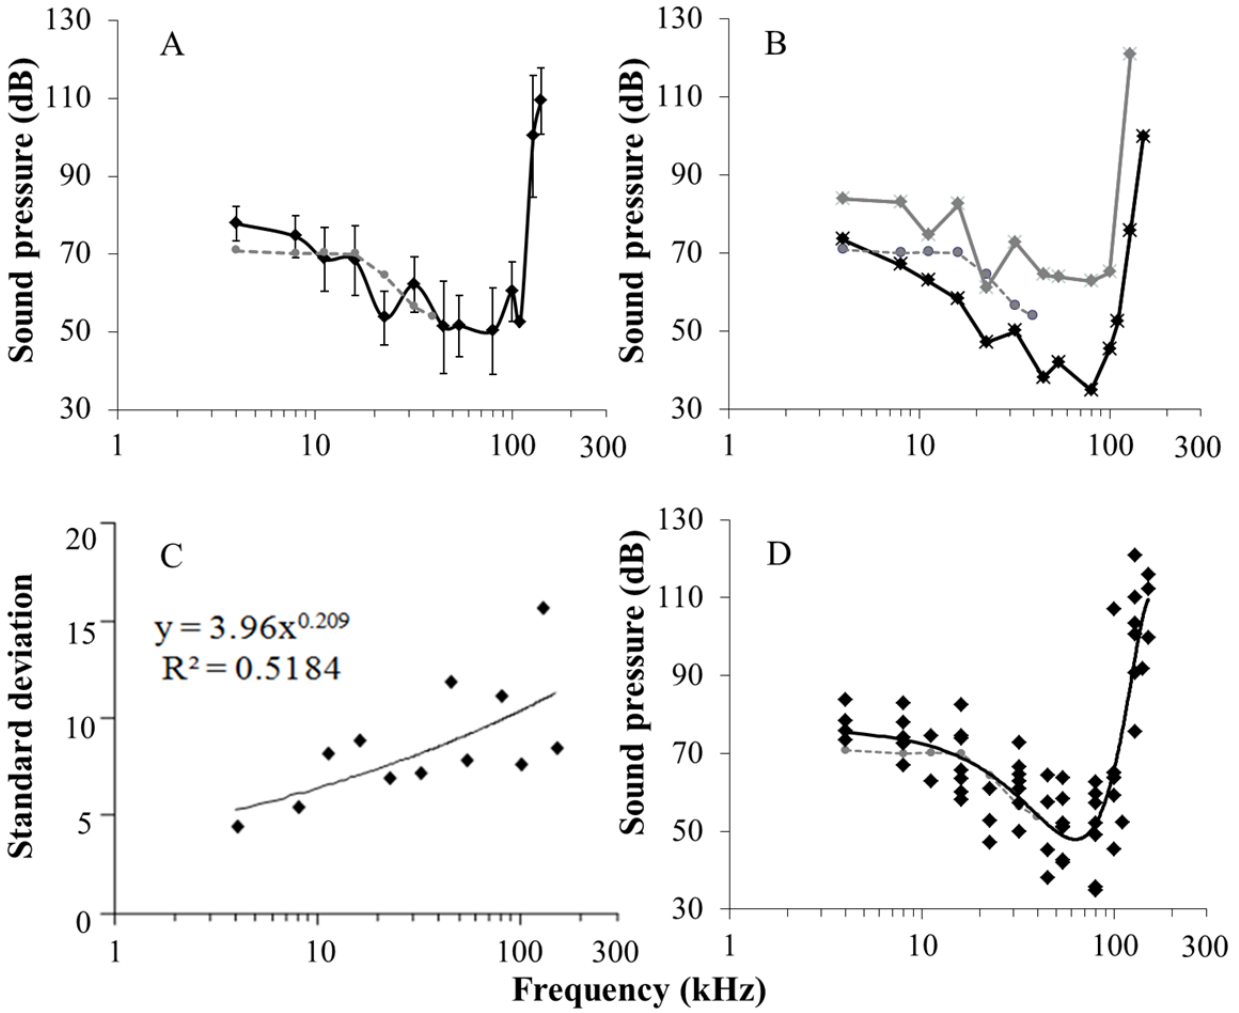 A
Sound pressure (dB)
130
110
90
70
50
30
1 10 100 300
B
Sound pressure (dB)
130
110
90
70
50
30
1 10 100 300
C
y = 3.96x^0.209
R² = 0.5184
Standard deviation
20
15
10
5
0
1 10 100 300
D
Sound pressure (dB)
130
110
90
70
50
30
1 10 100 300
Frequency (kHz)